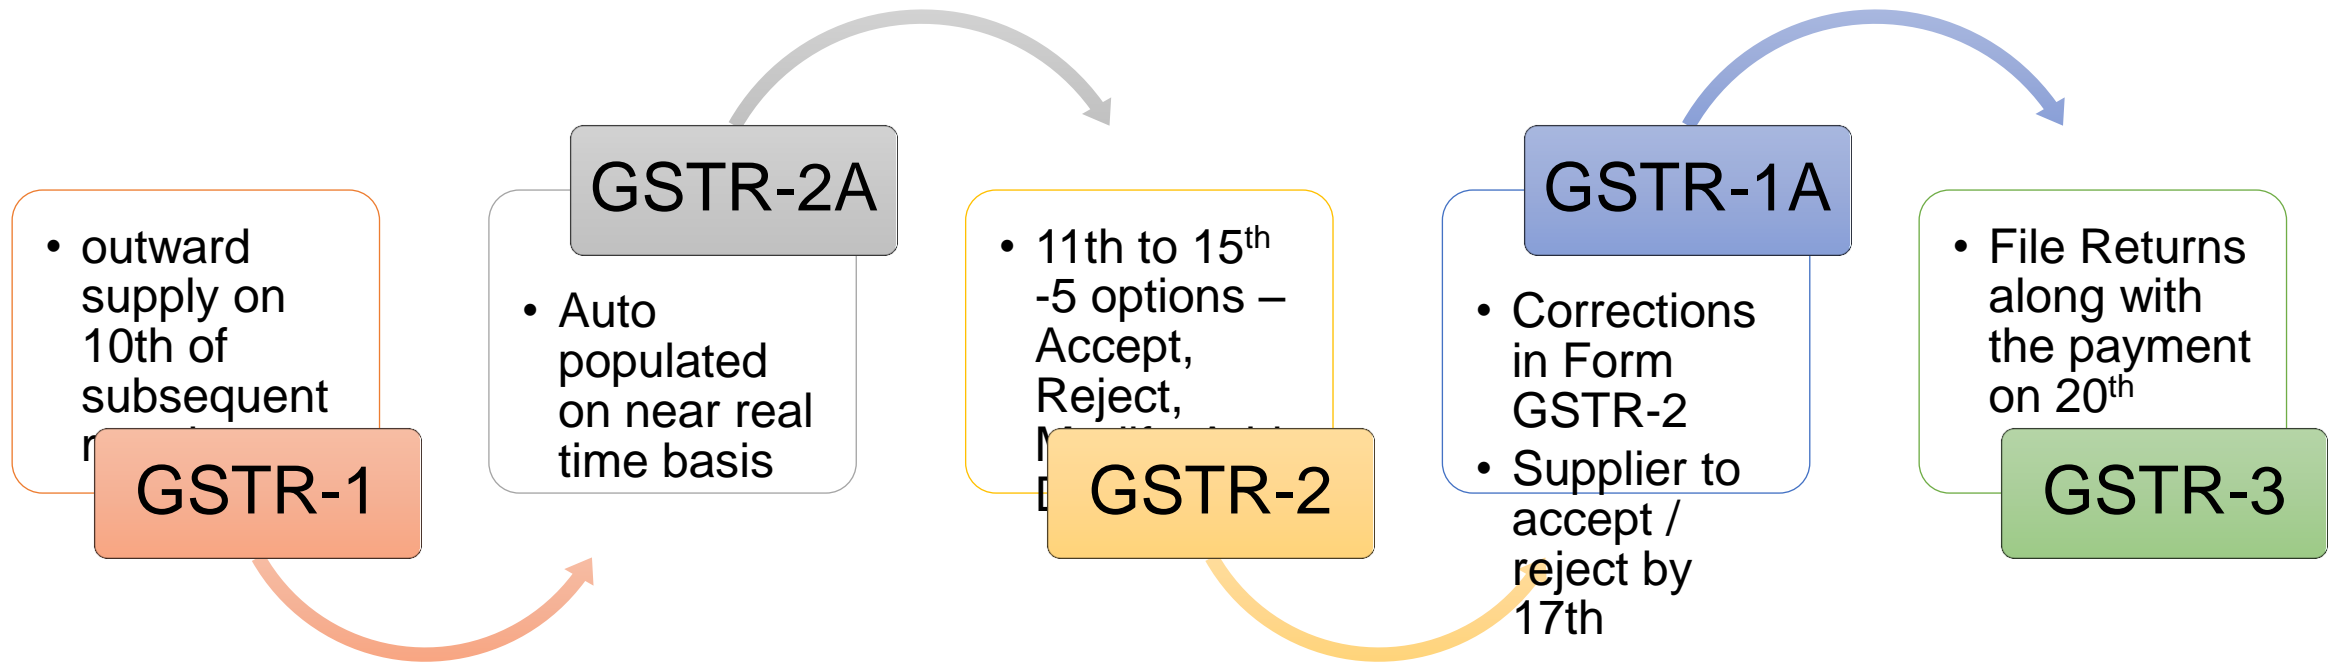 outward
supply on
10th of
subsequent
GSTR-1
GSTR-2A
Auto
populated
on near real
time basis
11th to 15th
-5 options –
Accept,
Reject,
GSTR-2
GSTR-1A
Corrections
in Form
GSTR-2
Supplier to
accept /
reject by
17th
File Returns
along with
the payment
on 20th
GSTR-3